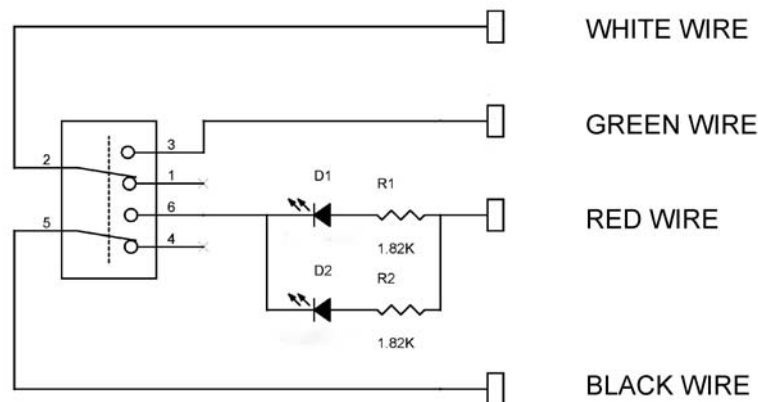 WHITE WIRE
GREEN WIRE
3
2
1
D1
R1
6
RED WIRE
5
4
1.82K
D2
R2
1.82K
BLACK WIRE